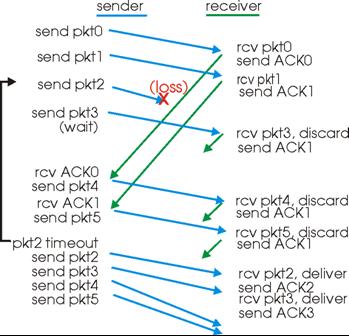 sender
receiver
send pkt0
send pkt1
send pkt2
send pkt3
(wait)
(loss)
X
rcv pkt0
send ACK0
rcv pkt1
send ACK1
rcv pkt3, discard
send ACK1
rcv ACK0
send pkt4
rcv ACK1
send pkt5
rcv pkt4, discard
send ACK1
rcv pkt5, discard
send ACK1
pkt2 timeout
send pkt2
send pkt3
send pkt4
send pkt5
rcv pkt2, deliver
send ACK2
rcv pkt3, deliver
send ACK3